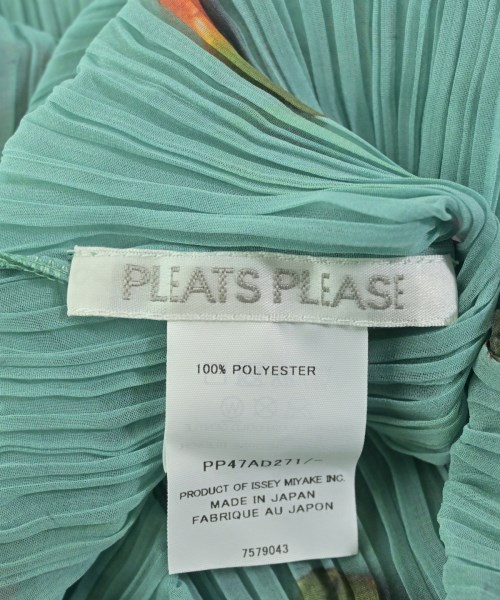 PLEATS PLEASE
100% POLYESTER
PP47AD271/-
PRODUCT OF ISSEY MIYAKE INC.
MADE IN JAPAN
FABRIQUE AU JAPON
7579043